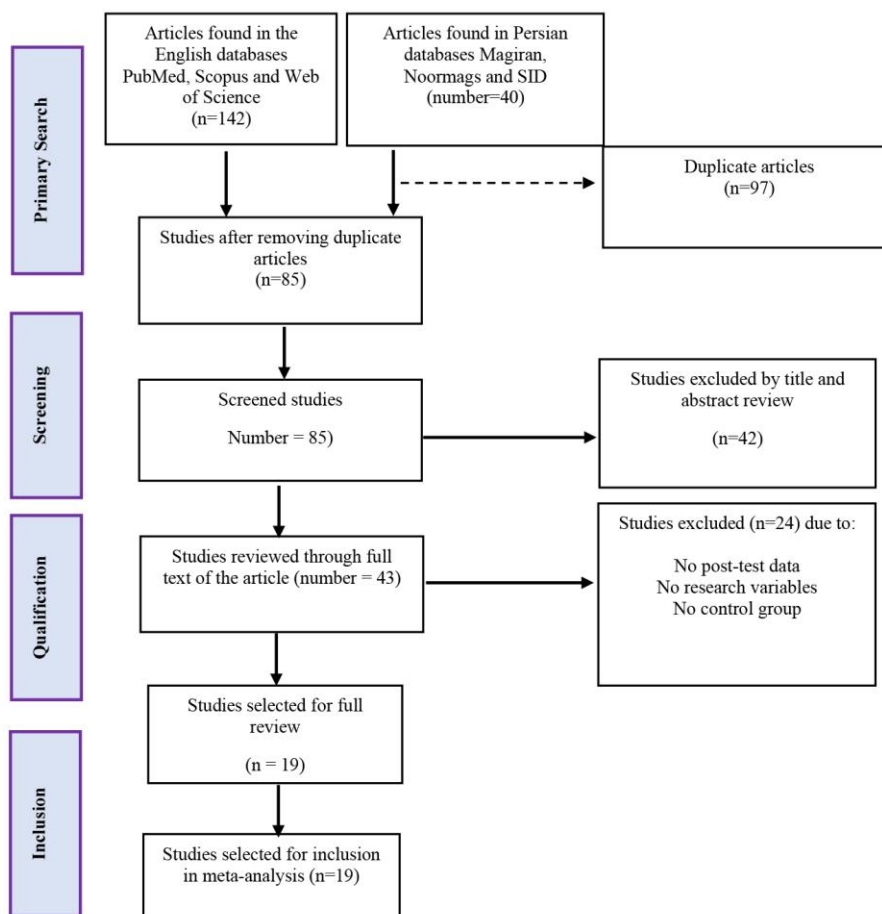 Primary Search
Articles found in the
English databases
PubMed, Scopus and Web
of Science
(n=142)
Articles found in Persian
databases Magiran,
Noormags and SID
(number=40)
Duplicate articles
(n=97)
Studies after removing duplicate
articles
(n=85)
Screening
Screened studies
Number = 85)
Studies excluded by title and
abstract review
(n=42)
Qualification
Studies reviewed through full
text of the article (number = 43)
Studies excluded (n=24) due to:
No post-test data
No research variables
No control group
Studies selected for full
review
(n = 19)
Inclusion
Studies selected for inclusion
in meta-analysis (n=19)